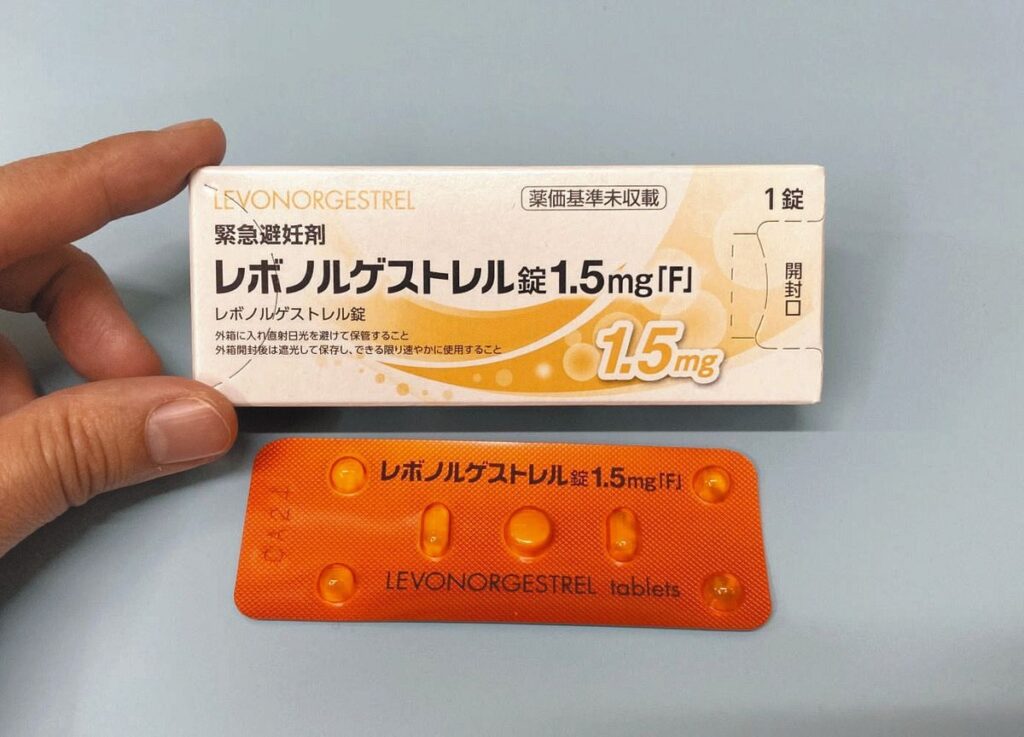 LEVONORGESTREL
薬価基準未収載
1錠
緊急避妊剤
レボノルゲストレル錠1.5mg「F」
レボノルゲストレル錠
外箱に入れ直射日光を避けて保管すること
外箱開封後は遮光して保存し、できる限り速やかに使用すること
1.5mg
開封口
レボノルゲストレル錠1.5mg「F」
CA24
LEVONORGESTREL tablets